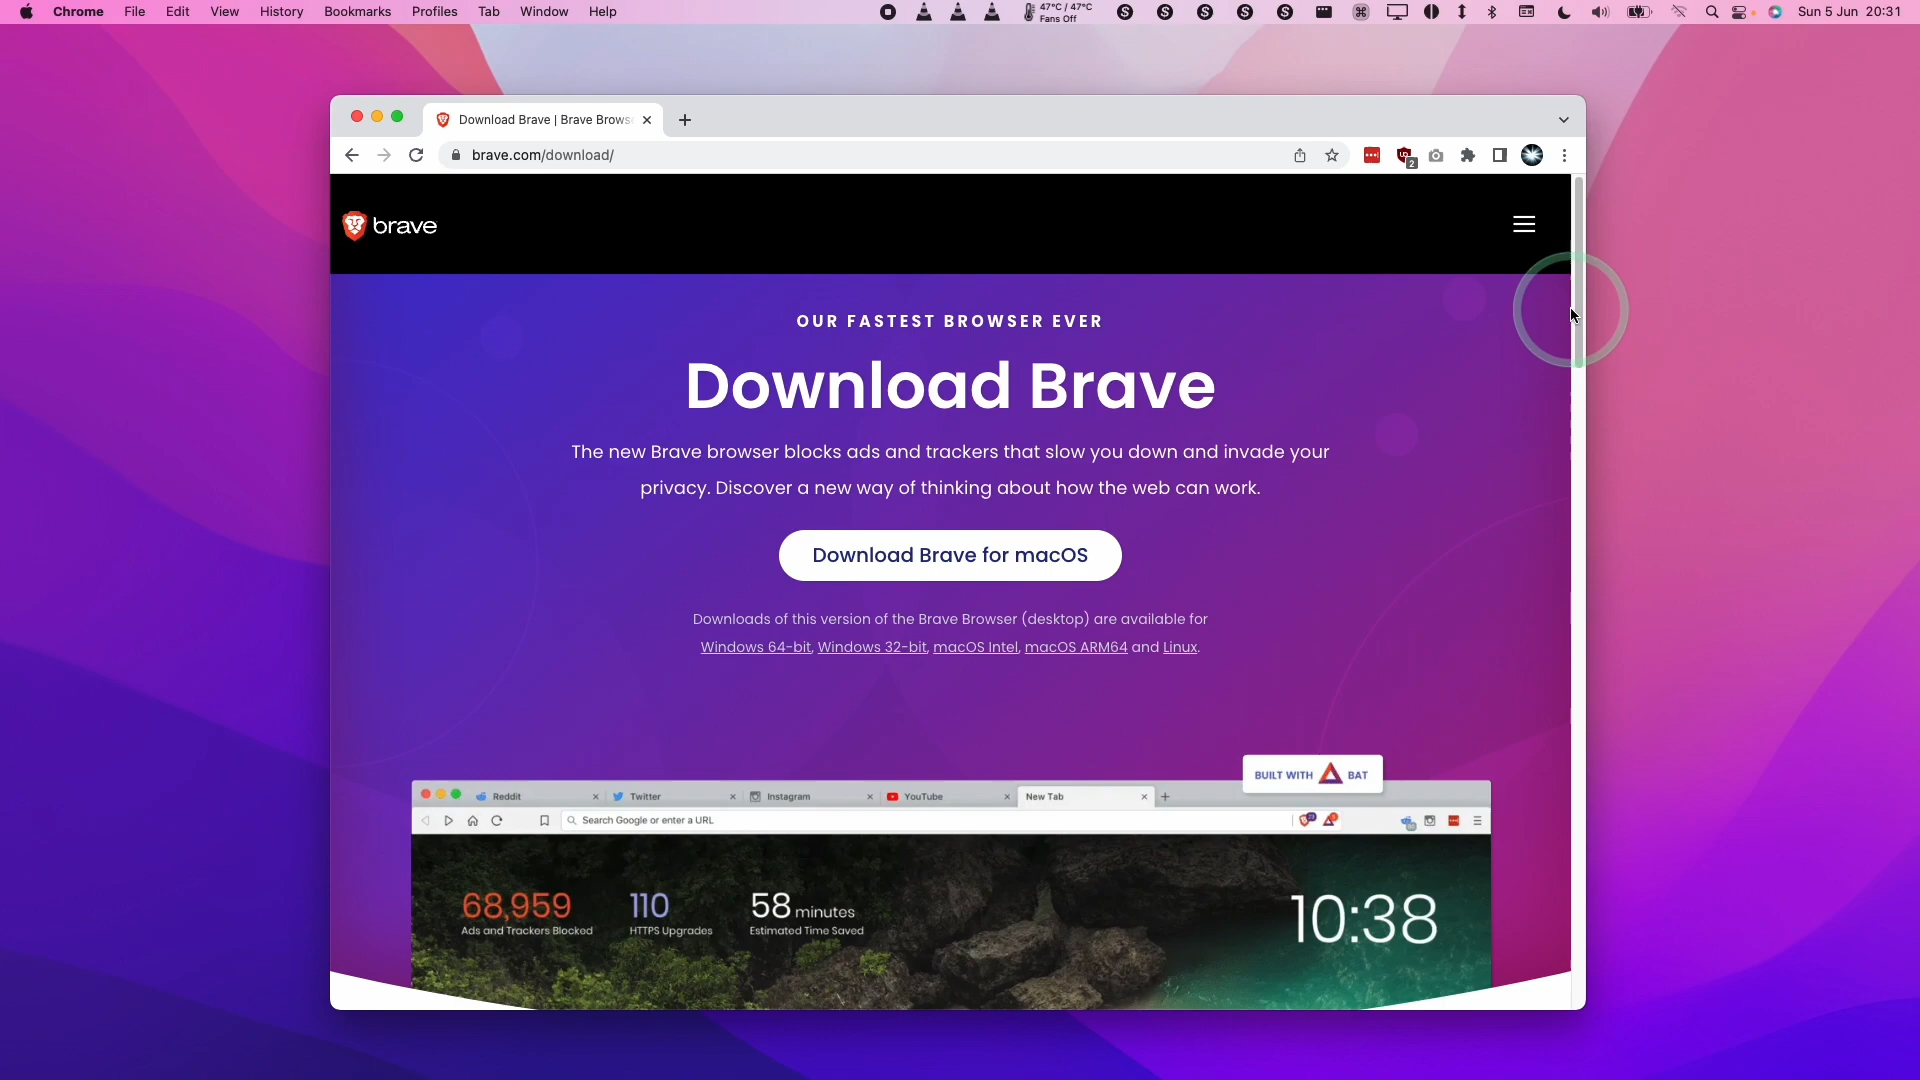 Chrome File Edit View History Bookmarks Profiles Tab Window Help
47°C / 47°C
Fans Off
Sun 5 Jun 20:31
Download Brave | Brave Browse
brave.com/download/
2
brave
OUR FASTEST BROWSER EVER
Download Brave
The new Brave browser blocks ads and trackers that slow you down and invade your
privacy. Discover a new way of thinking about how the web can work.
Download Brave for macOS
Downloads of this version of the Brave Browser (desktop) are available for
Windows 64-bit, Windows 32-bit, macOS Intel, macOS ARM64 and Linux.
BUILT WITH BAT
Reddit Twitter Instagram YouTube New Tab
Search Google or enter a URL
68,959 110 58 minutes
Ads and Trackers Blocked HTTPS Upgrades Estimated Time Saved
10:38